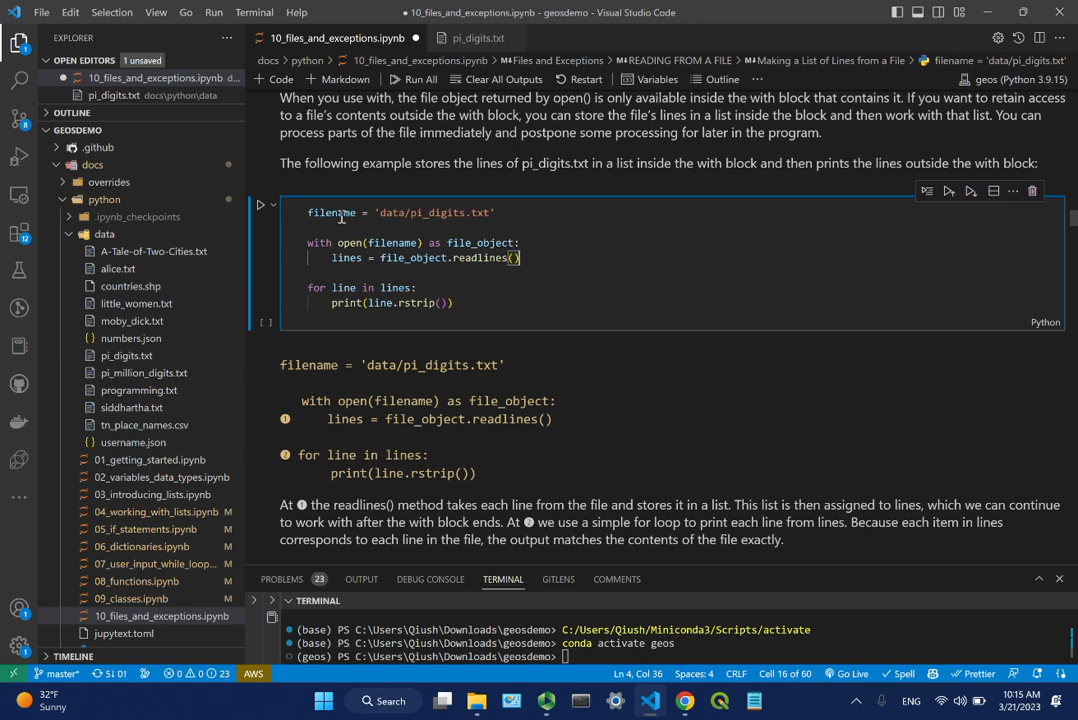 File Edit Selection View Go Run Terminal Help
10_files_and_exceptions.ipynb - geosdemo - Visual Studio Code
EXPLORER
OPEN EDITORS 1 unsaved
10_files_and_exceptions.ipynb d...
pi_digits.txt docs\python\data
OUTLINE
GEOSDEMO
.github
docs
overrides
python
.ipynb_checkpoints
data
A-Tale-of-Two-Cities.txt
alice.txt
countries.shp
little_women.txt
moby_dick.txt
numbers.json
pi_digits.txt
pi_million_digits.txt
programming.txt
siddhartha.txt
tn_place_names.csv
username.json
01_getting_started.ipynb
02_variables_data_types.ipynb
03_introducing_lists.ipynb
04_working_with_lists.ipynb M
05_if_statements.ipynb M
06_dictionaries.ipynb M
07_user_input_while_loop... M
08_functions.ipynb M
09_classes.ipynb M
10_files_and_exceptions.ipynb
jupytext.toml
TIMELINE
10_files_and_exceptions.ipynb
pi_digits.txt
docs > python > 10_files_and_exceptions.ipynb > Files and Exceptions > READING FROM A FILE > Making a List of Lines from a File > filename = 'data/pi_digits.txt'
+ Code + Markdown Run All Clear All Outputs Restart Variables Outline ... geos (Python 3.9.15)
When you use with, the file object returned by open() is only available inside the with block that contains it. If you want to retain access
to a file's contents outside the with block, you can store the file's lines in a list inside the block and then work with that list. You can
process parts of the file immediately and postpone some processing for later in the program.
The following example stores the lines of pi_digits.txt in a list inside the with block and then prints the lines outside the with block:
filename = 'data/pi_digits.txt'
with open(filename) as file_object:
lines = file_object.readlines()
for line in lines:
print(line.rstrip())
[ ]
Python
filename = 'data/pi_digits.txt'
with open(filename) as file_object:
❶ lines = file_object.readlines()
❷ for line in lines:
print(line.rstrip())
At ❶ the readlines() method takes each line from the file and stores it in a list. This list is then assigned to lines, which we can continue
to work with after the with block ends. At ❷ we use a simple for loop to print each line from lines. Because each item in lines
corresponds to each line in the file, the output matches the contents of the file exactly.
PROBLEMS 23 OUTPUT DEBUG CONSOLE TERMINAL GITLENS COMMENTS
TERMINAL
(base) PS C:\Users\Qiush\Downloads\geosdemo> C:/Users/Qiush/Miniconda3/Scripts/activate
(base) PS C:\Users\Qiush\Downloads\geosdemo> conda activate geos
(geos) PS C:\Users\Qiush\Downloads\geosdemo>
master* 5↓ 0↑ 0 0 23 AWS Ln 4, Col 36 Spaces: 4 CRLF Cell 16 of 60 Go Live Spell Prettier
32°F
Sunny
Search
ENG
10:15 AM
3/21/2023